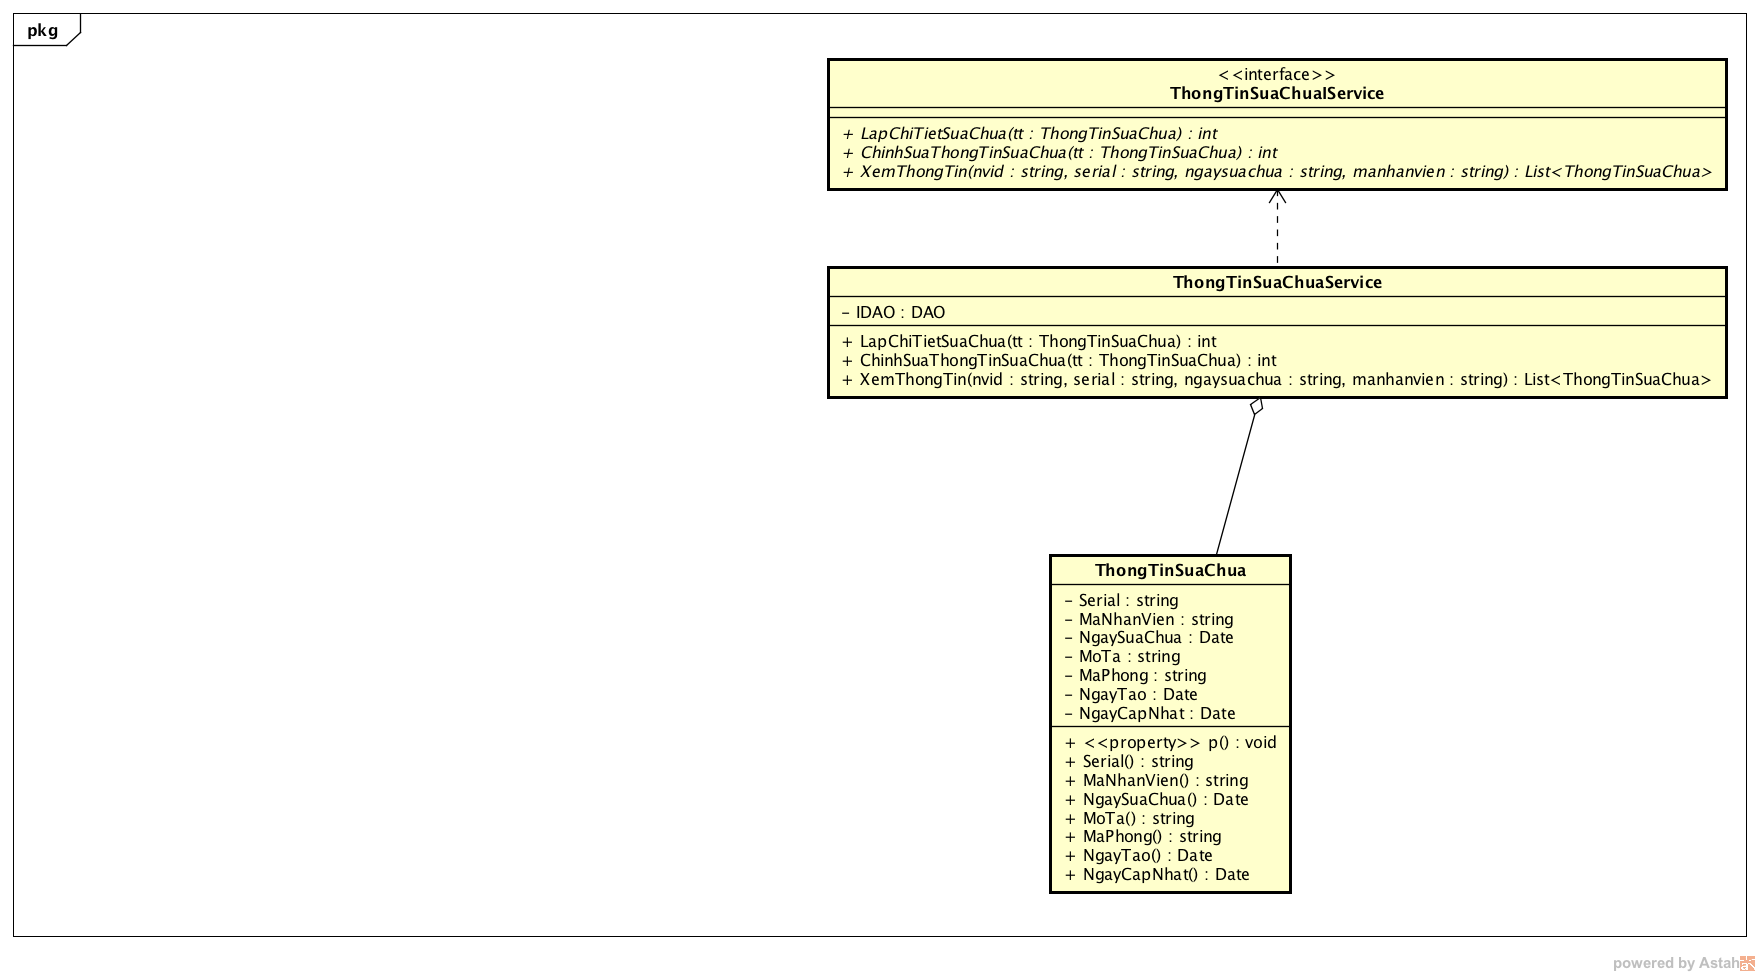 pkg
<<interface>>
ThongTinSuaChuaIService
+ LapChiTietSuaChua(tt : ThongTinSuaChua) : int
+ ChinhSuaThongTinSuaChua(tt : ThongTinSuaChua) : int
+ XemThongTin(nvid : string, serial : string, ngaysuachua : string, manhanvien : string) : List<ThongTinSuaChua>
ThongTinSuaChuaService
- IDAO : DAO
+ LapChiTietSuaChua(tt : ThongTinSuaChua) : int
+ ChinhSuaThongTinSuaChua(tt : ThongTinSuaChua) : int
+ XemThongTin(nvid : string, serial : string, ngaysuachua : string, manhanvien : string) : List<ThongTinSuaChua>
ThongTinSuaChua
- Serial : string
- MaNhanVien : string
- NgaySuaChua : Date
- MoTa : string
- MaPhong : string
- NgayTao : Date
- NgayCapNhat : Date
+ <<property>> p() : void
+ Serial() : string
+ MaNhanVien() : string
+ NgaySuaChua() : Date
+ MoTa() : string
+ MaPhong() : string
+ NgayTao() : Date
+ NgayCapNhat() : Date
powered by Astah